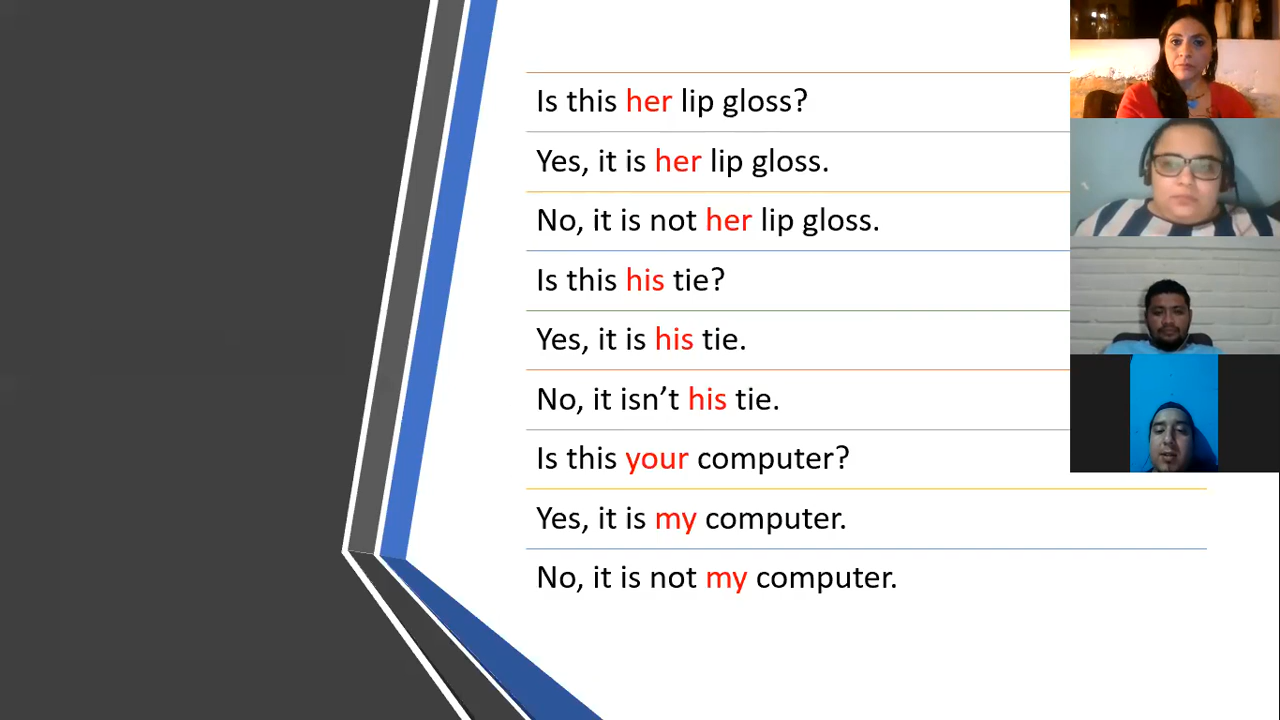 Is this her lip gloss?
Yes, it is her lip gloss.
No, it is not her lip gloss.
Is this his tie?
Yes, it is his tie.
No, it isn’t his tie.
Is this your computer?
Yes, it is my computer.
No, it is not my computer.